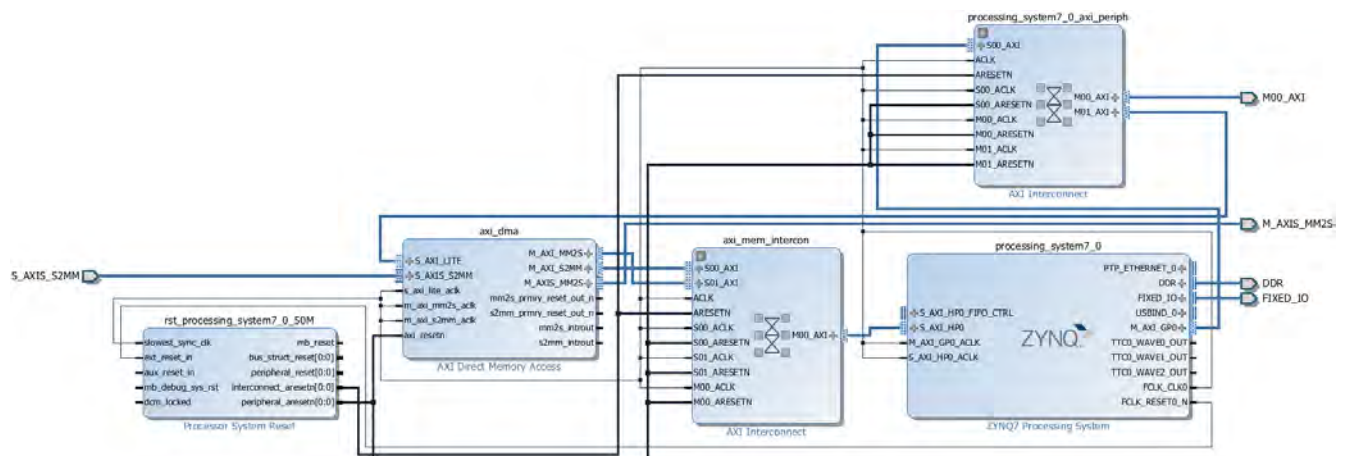 processing_system7_0_axi_periph
S00_AXI
ACLK
ARESETN
S00_ACLK
S00_ARESETN
M00_ACLK
M00_ARESETN
M01_ACLK
M01_ARESETN
M00_AXI
M01_AXI
AXI Interconnect
M00_AXI
M_AXIS_MM2S
S_AXIS_S2MM
axi_dma
S_AXI_LITE
S_AXIS_S2MM
s_axi_lite_aclk
m_axi_mm2s_aclk
m_axi_s2mm_aclk
axi_resetn
M_AXI_MM2S
M_AXI_S2MM
M_AXIS_MM2S
mm2s_prmry_reset_out_n
s2mm_prmry_reset_out_n
mm2s_introut
s2mm_introut
AXI Direct Memory Access
axi_mem_intercon
S00_AXI
S01_AXI
ACLK
ARESETN
S00_ACLK
S00_ARESETN
S01_ACLK
S01_ARESETN
M00_ACLK
M00_ARESETN
M00_AXI
AXI Interconnect
processing_system7_0
S_AXI_HP0_FIFO_CTRL
S_AXI_HP0
M_AXI_GP0_ACLK
S_AXI_HP0_ACLK
ZYNQ
PTP_ETHERNET_0
DDR
FIXED_IO
USBIND_0
M_AXI_GP0
TTC0_WAVE0_OUT
TTC0_WAVE1_OUT
TTC0_WAVE2_OUT
FCLK_CLK0
FCLK_RESET0_N
ZYNQ7 Processing System
DDR
FIXED_IO
rst_processing_system7_0_50M
slowest_sync_clk
ext_reset_in
aux_reset_in
mb_debug_sys_rst
dcm_locked
mb_reset
bus_struct_reset[0:0]
peripheral_reset[0:0]
interconnect_aresetn[0:0]
peripheral_aresetn[0:0]
Processor System Reset